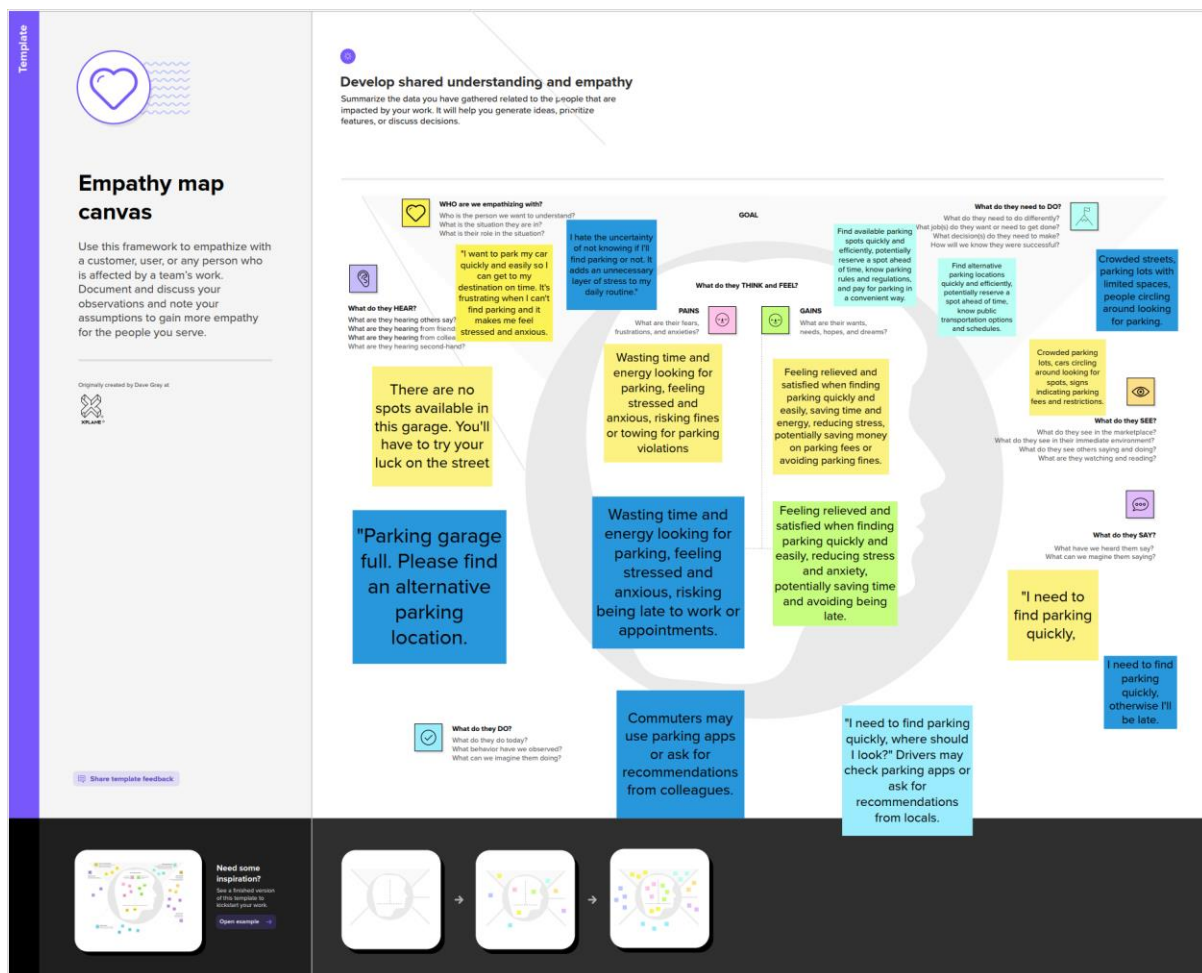 Template
Empathy map
canvas
Use this framework to empathize with
a customer, user, or any person who
is affected by a team's work.
Document and discuss your
observations and note your
assumptions to gain more empathy
for the people you serve.
Originally created by Dave Gray at
XPLANE
Share template feedback
Develop shared understanding and empathy
Summarize the data you have gathered related to the people that are
impacted by your work. It will help you generate ideas, prioritize
features, or discuss decisions.
WHO are we empathizing with?
Who is the person we want to understand?
What is the situation they are in?
What is their role in the situation?
"I want to park my car
quickly and easily so I
can get to my
destination on time. It's
frustrating when I can't
find parking and it
makes me feel
stressed and anxious.
I hate the uncertainty
of not knowing if I'll
find parking or not. It
adds an unnecessary
layer of stress to my
daily routine."
GOAL
What do they need to DO?
What do they need to do differently?
What job(s) do they want or need to get done?
What decision(s) do they need to make?
How will we know they were successful?
Find available parking
spots quickly and
efficiently, potentially
reserve a spot ahead
of time, know parking
rules and regulations,
and pay for parking in
a convenient way.
Find alternative
parking locations
quickly and efficiently,
potentially reserve a
spot ahead of time,
know public
transportation options
and schedules.
Crowded streets,
parking lots with
limited spaces,
people circling
around looking
for parking.
What do they HEAR?
What are they hearing others say?
What are they hearing from friend
What are they hearing from collea
What are they hearing second-hand?
There are no
spots available in
this garage. You'll
have to try your
luck on the street
"Parking garage
full. Please find
an alternative
parking
location.
What do they THINK and FEEL?
PAINS
What are their fears,
frustrations, and anxieties?
GAINS
What are their wants,
needs, hopes, and dreams?
Wasting time and
energy looking for
parking, feeling
stressed and
anxious, risking fines
or towing for parking
violations
Feeling relieved and
satisfied when finding
parking quickly and
easily, saving time and
energy, reducing stress,
potentially saving money
on parking fees or
avoiding parking fines.
Wasting time and
energy looking for
parking, feeling
stressed and
anxious, risking
being late to work or
appointments.
Feeling relieved and
satisfied when finding
parking quickly and
easily, reducing stress
and anxiety,
potentially saving time
and avoiding being
late.
Crowded parking
lots, cars circling
around looking for
spots, signs
indicating parking
fees and restrictions.
What do they SEE?
What do they see in the marketplace?
What do they see in their immediate environment?
What do they see others saying and doing?
What are they watching and reading?
What do they SAY?
What have we heard them say?
What can we magine them saying?
"I need to
find parking
quickly,
I need to find
parking
quickly,
otherwise I'll
be late.
What do they DO?
What do they do today?
What behavior have we observed?
What can we imagine them doing?
Commuters may
use parking apps
or ask for
recommendations
from colleagues.
"I need to find parking
quickly, where should
I look?" Drivers may
check parking apps or
ask for
recommendations
from locals.
Need some
inspiration?
See a finished version
of this template to
kickstart your work.
Open example